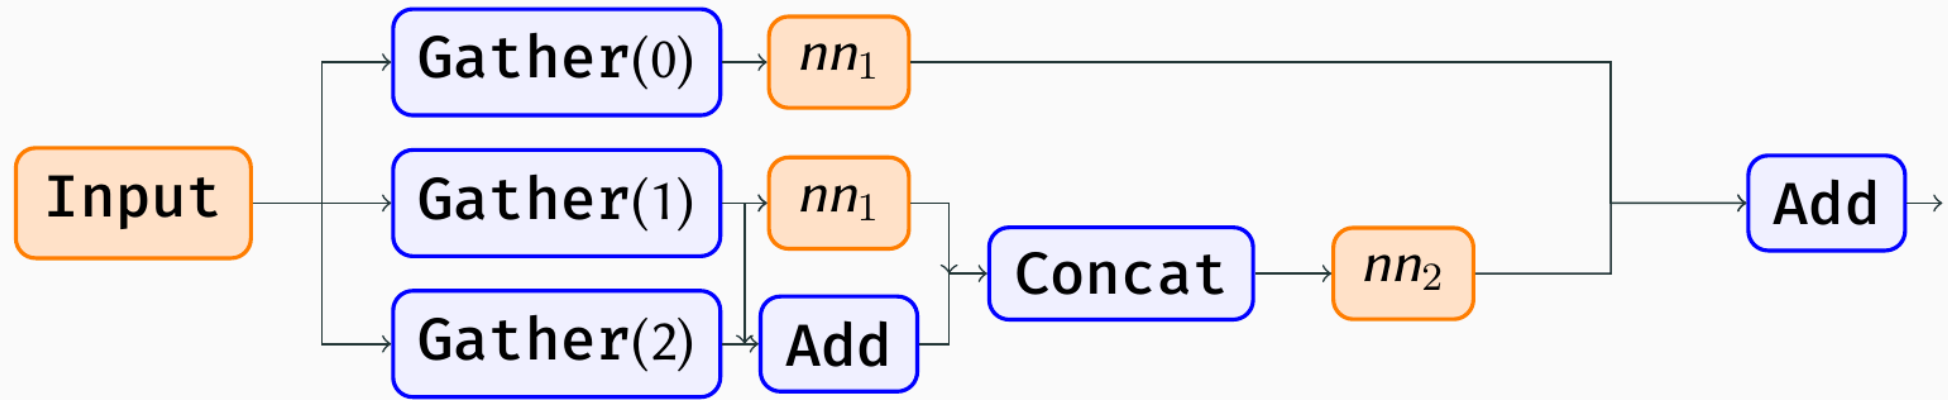 Gather(0) nn₁
Input Gather(1) nn₁ Add
Concat nn₂
Gather(2) Add